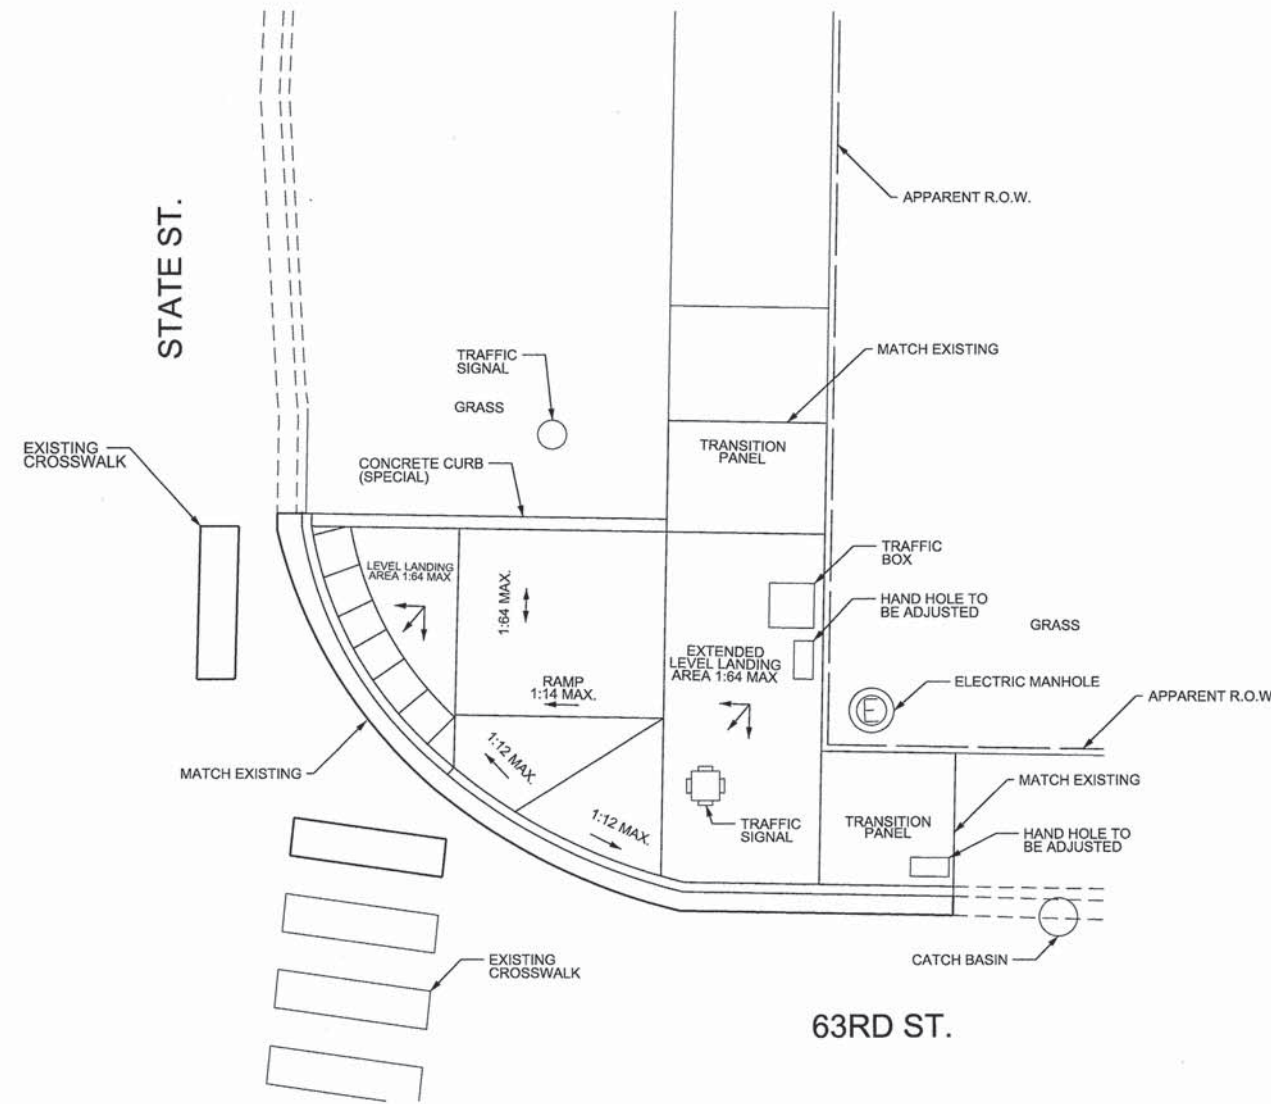 STATE ST.
APPARENT R.O.W.
MATCH EXISTING
TRAFFIC
SIGNAL
GRASS
TRANSITION
PANEL
EXISTING
CROSSWALK
CONCRETE CURB
(SPECIAL)
TRAFFIC
BOX
LEVEL LANDING
AREA 1:64 MAX
1:64 MAX.
HAND HOLE TO
BE ADJUSTED
GRASS
EXTENDED
LEVEL LANDING
AREA 1:64 MAX
RAMP
1:14 MAX.
ELECTRIC MANHOLE
E
APPARENT R.O.W
1:12 MAX.
MATCH EXISTING
MATCH EXISTING
1:12 MAX.
TRAFFIC
SIGNAL
TRANSITION
PANEL
HAND HOLE TO
BE ADJUSTED
EXISTING
CROSSWALK
CATCH BASIN
63RD ST.